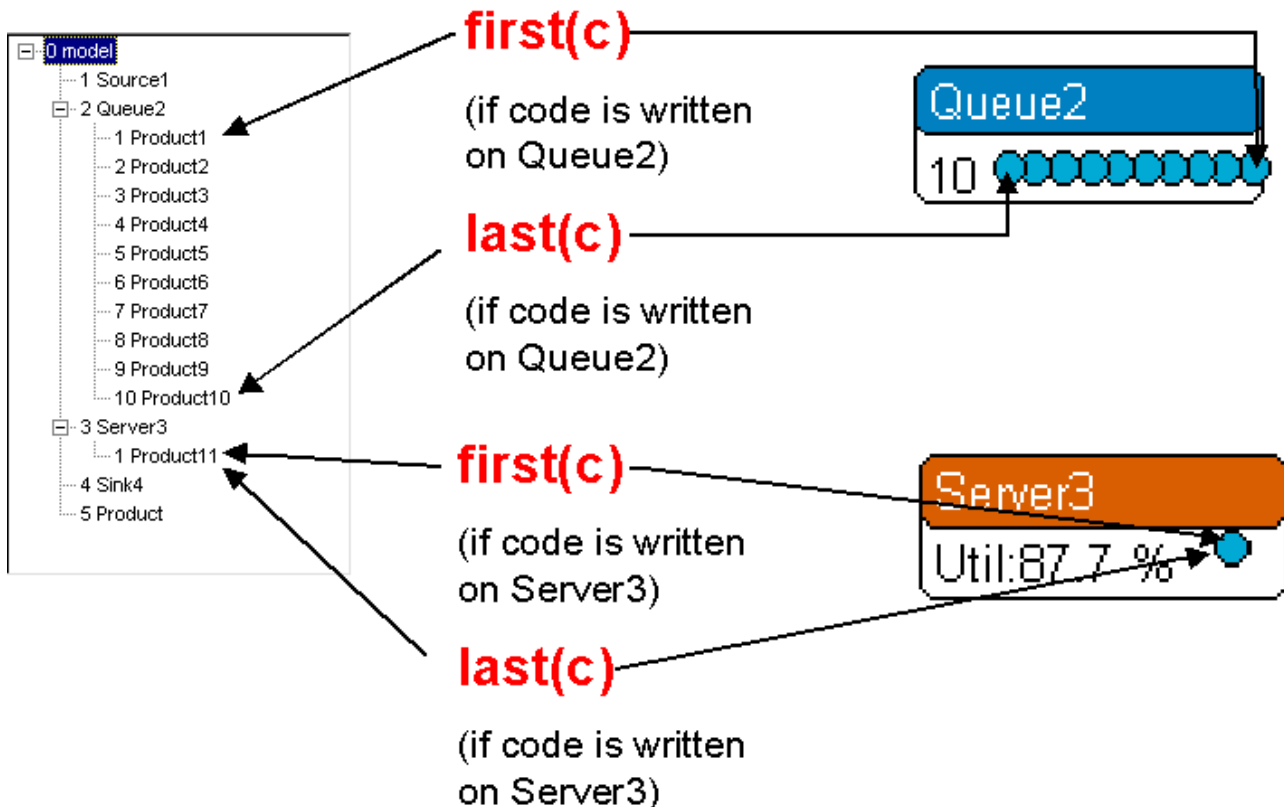 0 model
1 Source1
2 Queue2
1 Product1
2 Product2
3 Product3
4 Product4
5 Product5
6 Product6
7 Product7
8 Product8
9 Product9
10 Product10
3 Server3
1 Product11
4 Sink4
5 Product
first(c)
(if code is written
on Queue2)
last(c)
(if code is written
on Queue2)
first(c)
(if code is written
on Server3)
last(c)
(if code is written
on Server3)
Queue2
10
Server3
Util:87.7 %